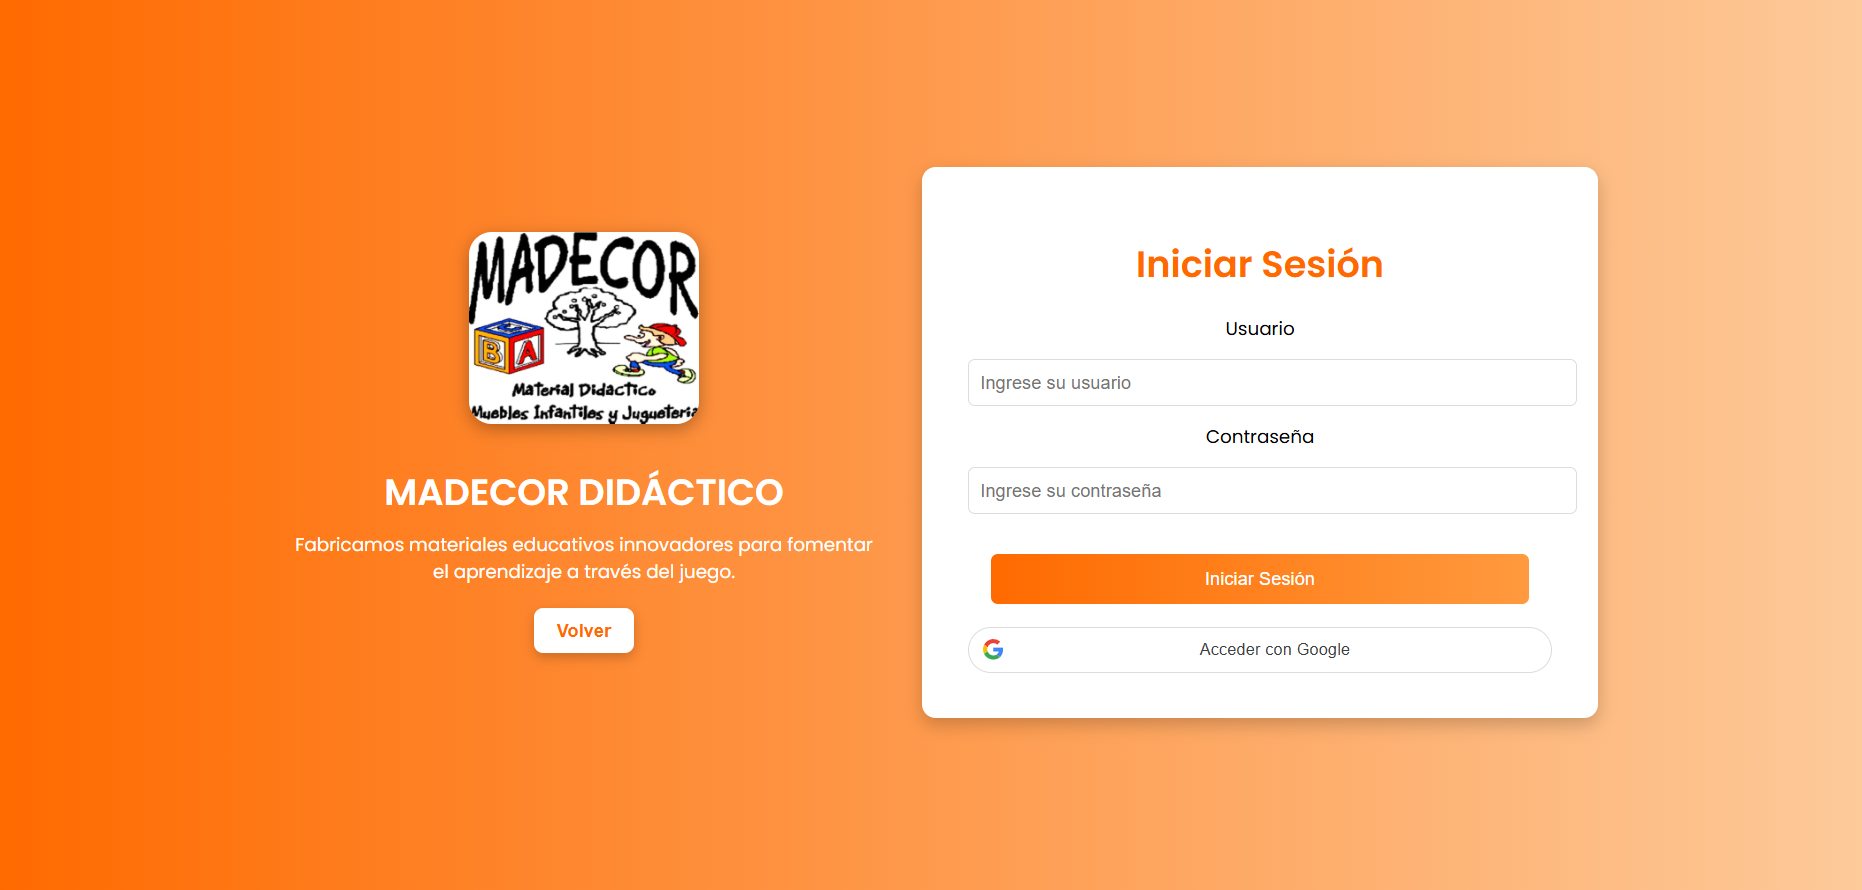 MADECOR
B A
Material Didactico
Muebles Infantiles y Jugueteria
MADECOR DIDÁCTICO
Fabricamos materiales educativos innovadores para fomentar
el aprendizaje a través del juego.
Volver
Iniciar Sesión
Usuario
Ingrese su usuario
Contraseña
Ingrese su contraseña
Iniciar Sesión
Acceder con Google